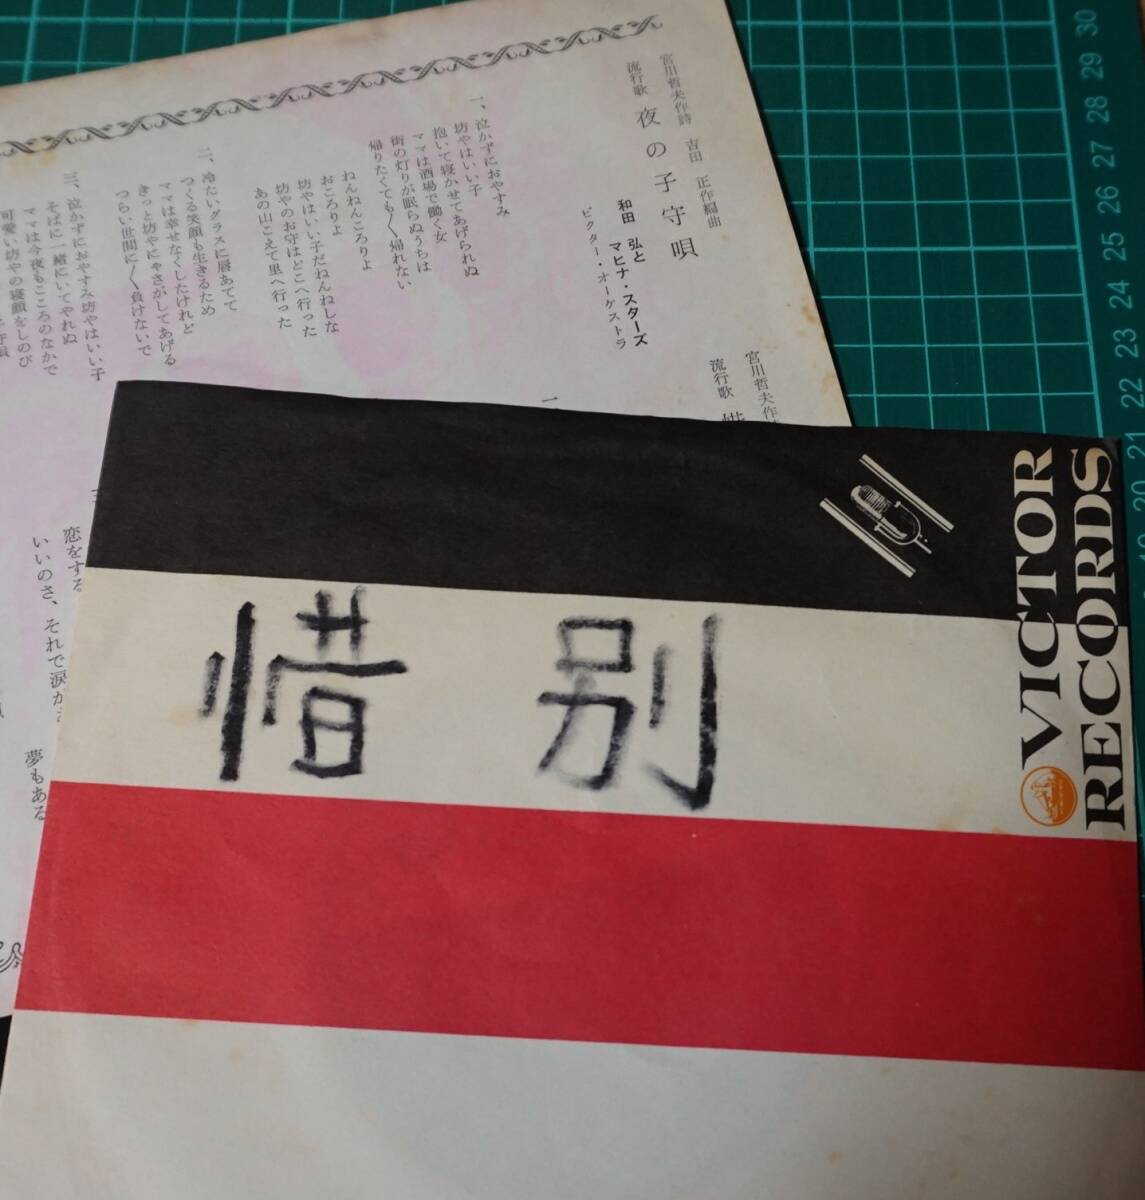 宮川哲夫作詩 吉田 正作編曲
流行歌 夜の子守唄
和田 弘と マヒナ・スターズ
ビクター・オーケストラ
一、泣かずにおやすみ
坊やはいい子
抱いて寝かせてあげられぬ
ママは酒場で働く女
街の灯りが眠らぬうちは
帰りたくても〱帰れない
ねんねんころりよ
おころりよ
坊やはいい子だねんねしな
坊やのお守はどこへ行った
あの山こえて里へ行った
二、冷たいグラスに唇あてて
つくる笑顔も生きるため
ママは幸せなくしたけれど
きっと坊やにゃさがしてあげる
つらい世間に〱負けないで
三、泣かずにおやすみ坊やはいい子
そばに一緒にいてやれぬ
ママは今夜もこころのなかで
可愛い坊やの寝顔をしのび
宮川哲夫作
流行歌
一
恋をする
いいのさ、それで涙が
夢もある
VICTOR
RECORDS
惜別
30
29
28
27
26
25
24
23
22
21
20